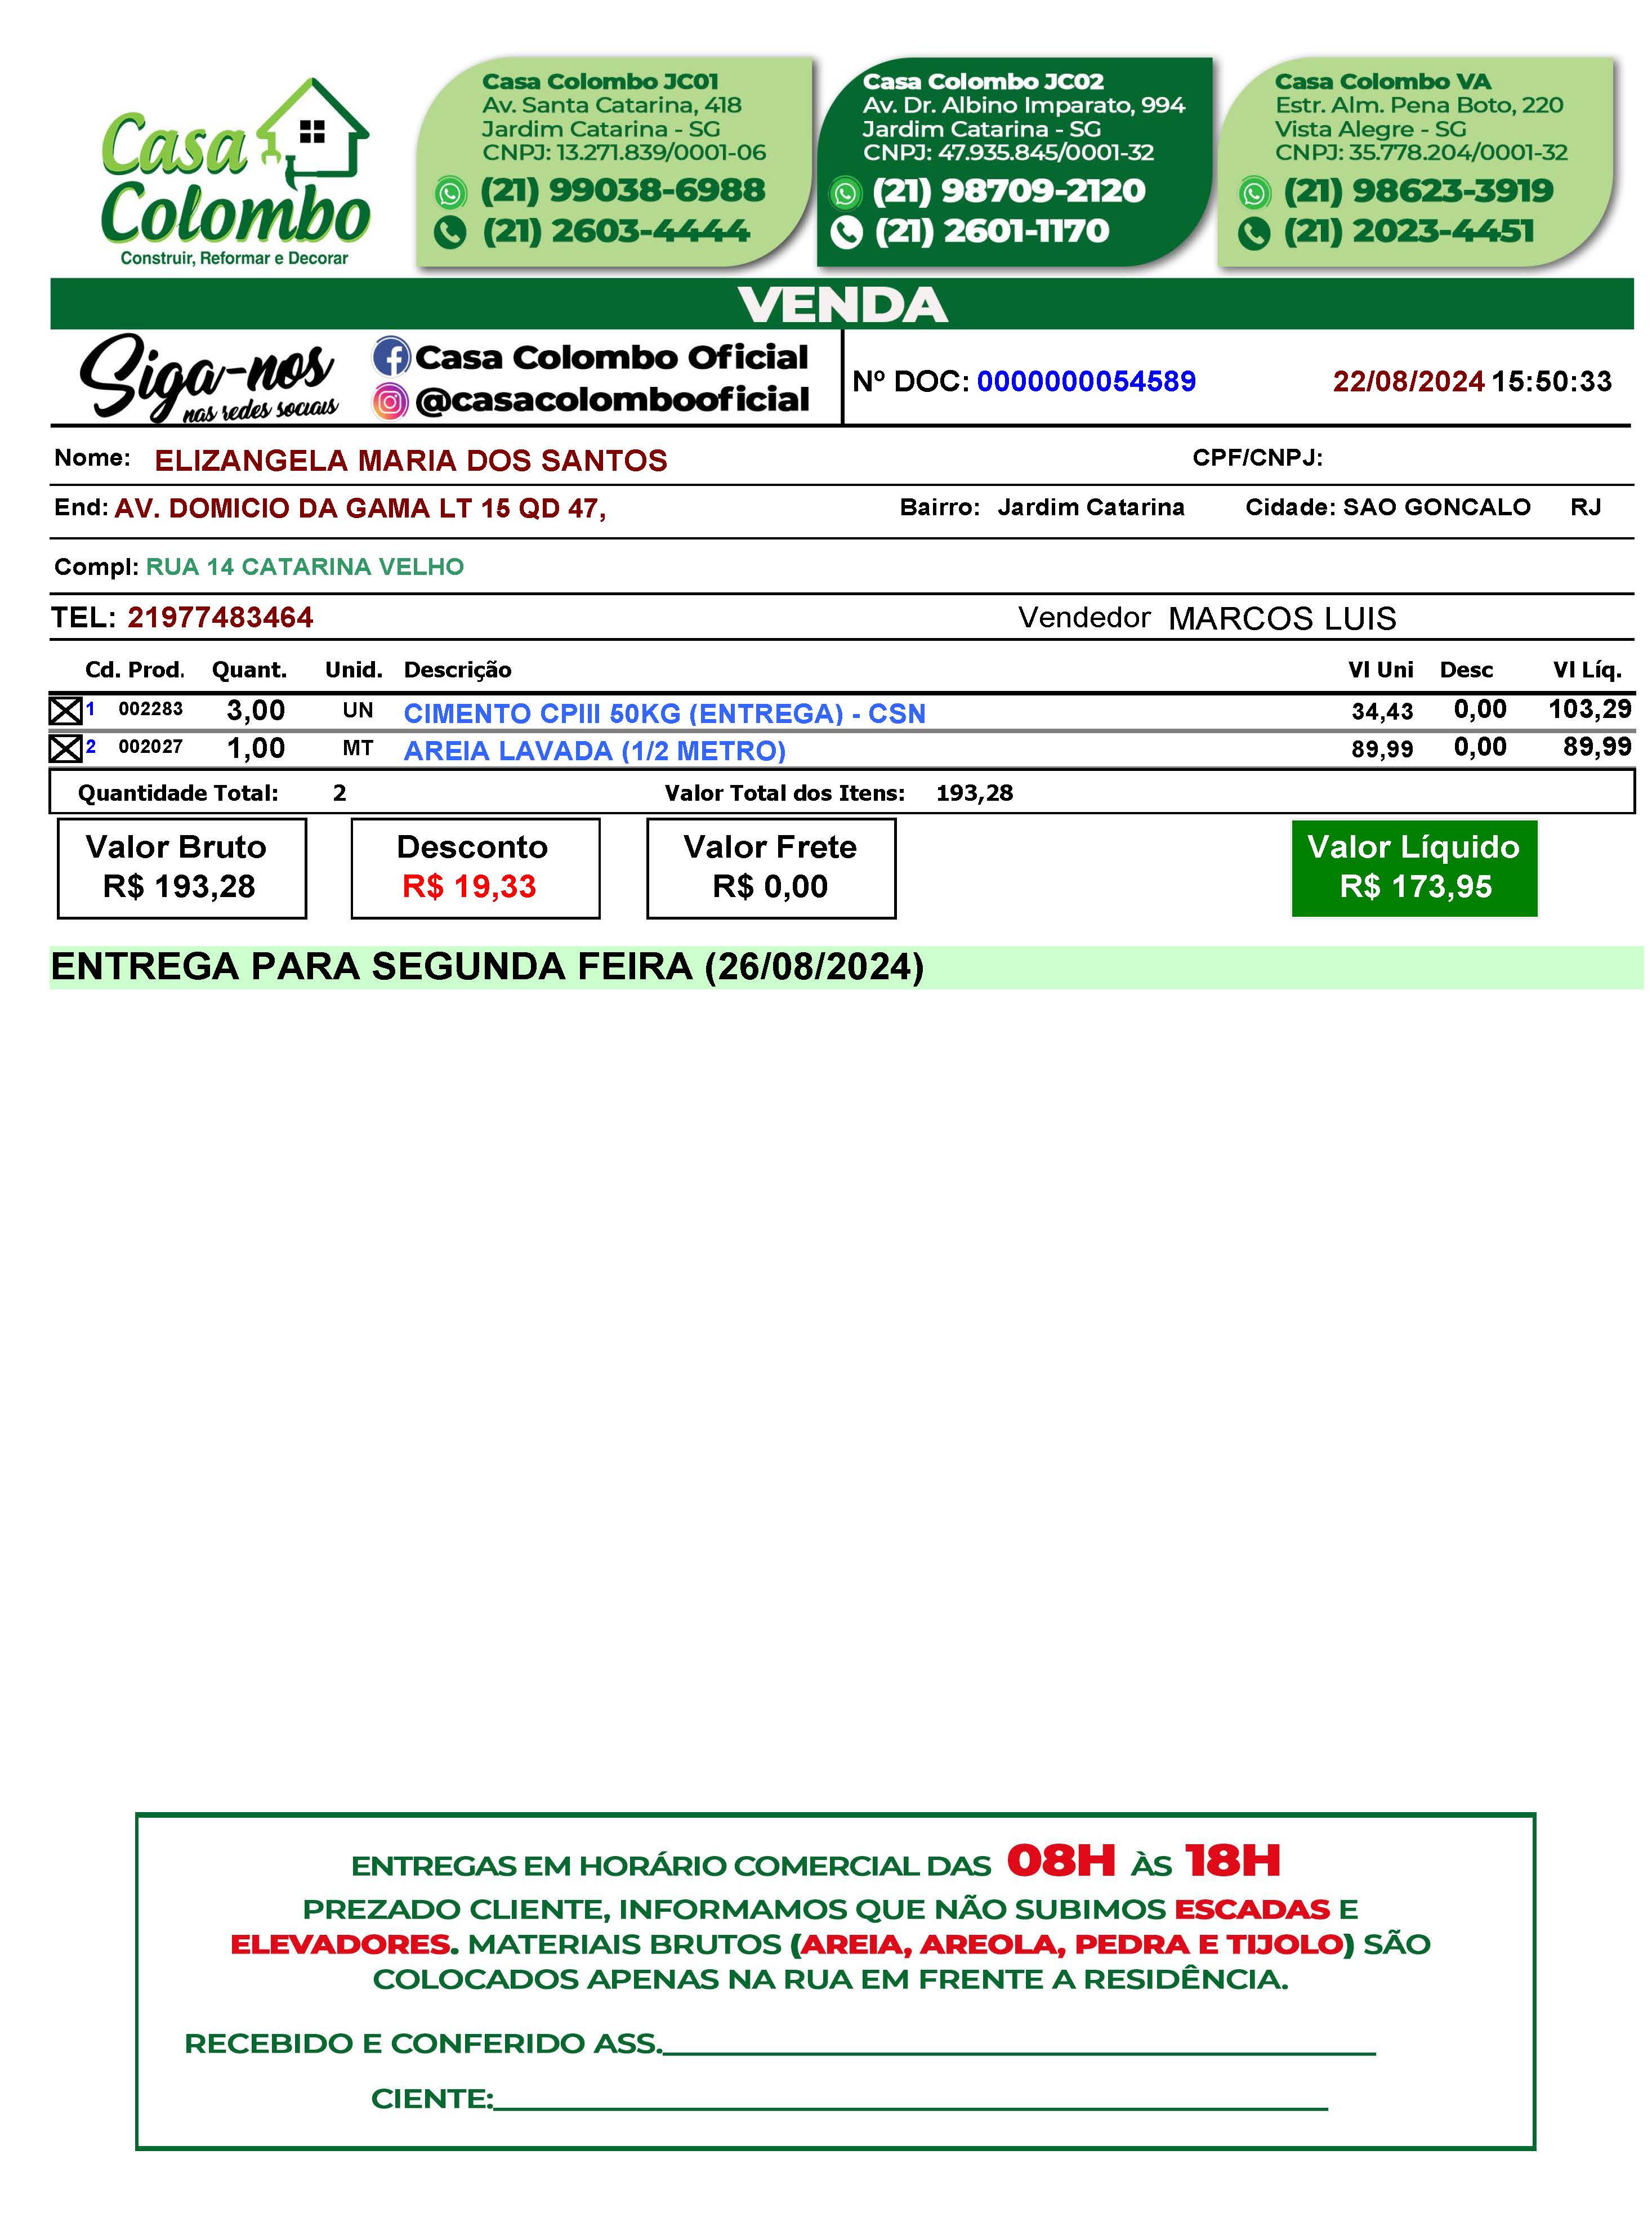 Casa
Colombo
Construir, Reformar e Decorar
Casa Colombo JC01
Av. Santa Catarina, 418
Jardim Catarina - SG
CNPJ: 13.271.839/0001-06
(21) 99038-6988
(21) 2603-4444
Casa Colombo JC02
Av. Dr. Albino Imparato, 994
Jardim Catarina - SG
CNPJ: 47.935.845/0001-32
(21) 98709-2120
(21) 2601-1170
Casa Colombo VA
Estr. Alm. Pena Boto, 220
Vista Alegre - SG
CNPJ: 35.778.204/0001-32
(21) 98623-3919
(21) 2023-4451
VENDA
Siga-nos
nas redes sociais
Casa Colombo Oficial
@casacolombooficial
Nº DOC: 0000000054589 22/08/2024 15:50:33
Nome: ELIZANGELA MARIA DOS SANTOS CPF/CNPJ:
End: AV. DOMICIO DA GAMA LT 15 QD 47, Bairro: Jardim Catarina Cidade: SAO GONCALO RJ
Compl: RUA 14 CATARINA VELHO
TEL: 21977483464 Vendedor MARCOS LUIS
Cd. Prod. Quant. Unid. Descrição Vl Uni Desc Vl Líq.
1 002283 3,00 UN CIMENTO CPIII 50KG (ENTREGA) - CSN 34,43 0,00 103,29
2 002027 1,00 MT AREIA LAVADA (1/2 METRO) 89,99 0,00 89,99
Quantidade Total: 2 Valor Total dos Itens: 193,28
Valor Bruto Desconto Valor Frete Valor Líquido
R$ 193,28 R$ 19,33 R$ 0,00 R$ 173,95
ENTREGA PARA SEGUNDA FEIRA (26/08/2024)
ENTREGAS EM HORÁRIO COMERCIAL DAS 08H ÀS 18H
PREZADO CLIENTE, INFORMAMOS QUE NÃO SUBIMOS ESCADAS E
ELEVADORES. MATERIAIS BRUTOS (AREIA, AREOLA, PEDRA E TIJOLO) SÃO
COLOCADOS APENAS NA RUA EM FRENTE A RESIDÊNCIA.
RECEBIDO E CONFERIDO ASS.
CIENTE: